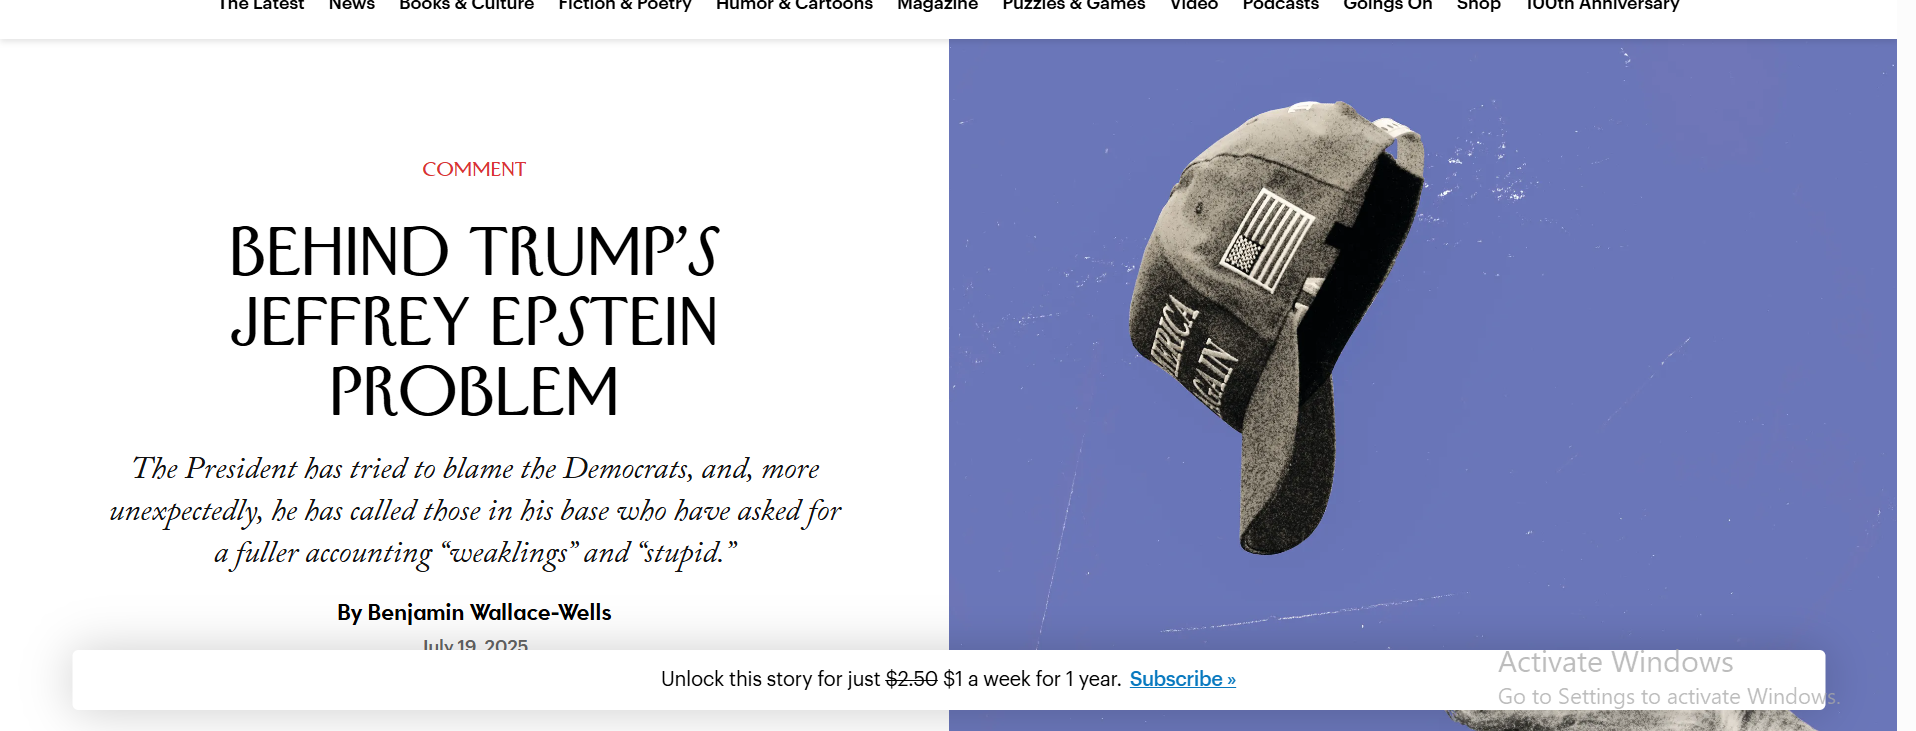 The Latest News Books & Culture Fiction & Poetry Humor & Cartoons Magazine Puzzles & Games Video Podcasts Goings On Shop 100th Anniversary
COMMENT
BEHIND TRUMP’S
JEFFREY EPSTEIN
PROBLEM
The President has tried to blame the Democrats, and, more
unexpectedly, he has called those in his base who have asked for
a fuller accounting “weaklings” and “stupid.”
By Benjamin Wallace-Wells
July 19, 2025
AMERICA
AGAIN
Unlock this story for just $2.50 $1 a week for 1 year. Subscribe »
Activate Windows
Go to Settings to activate Windows.